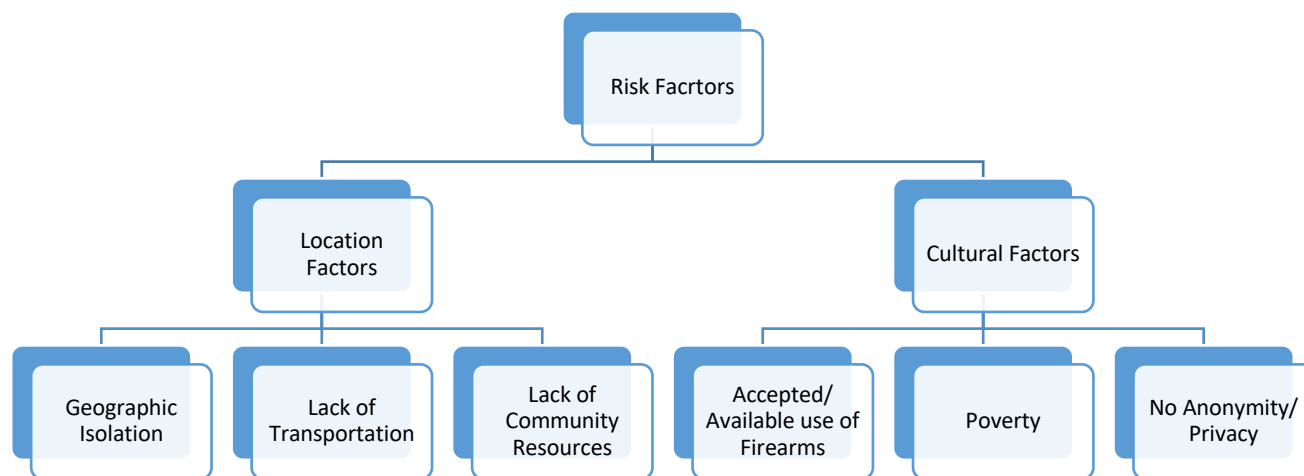 Risk Facrtors
Location
Factors
Cultural Factors
Geographic
Isolation
Lack of
Transportation
Lack of
Community
Resources
Accepted/
Available use of
Firearms
Poverty
No Anonymity/
Privacy